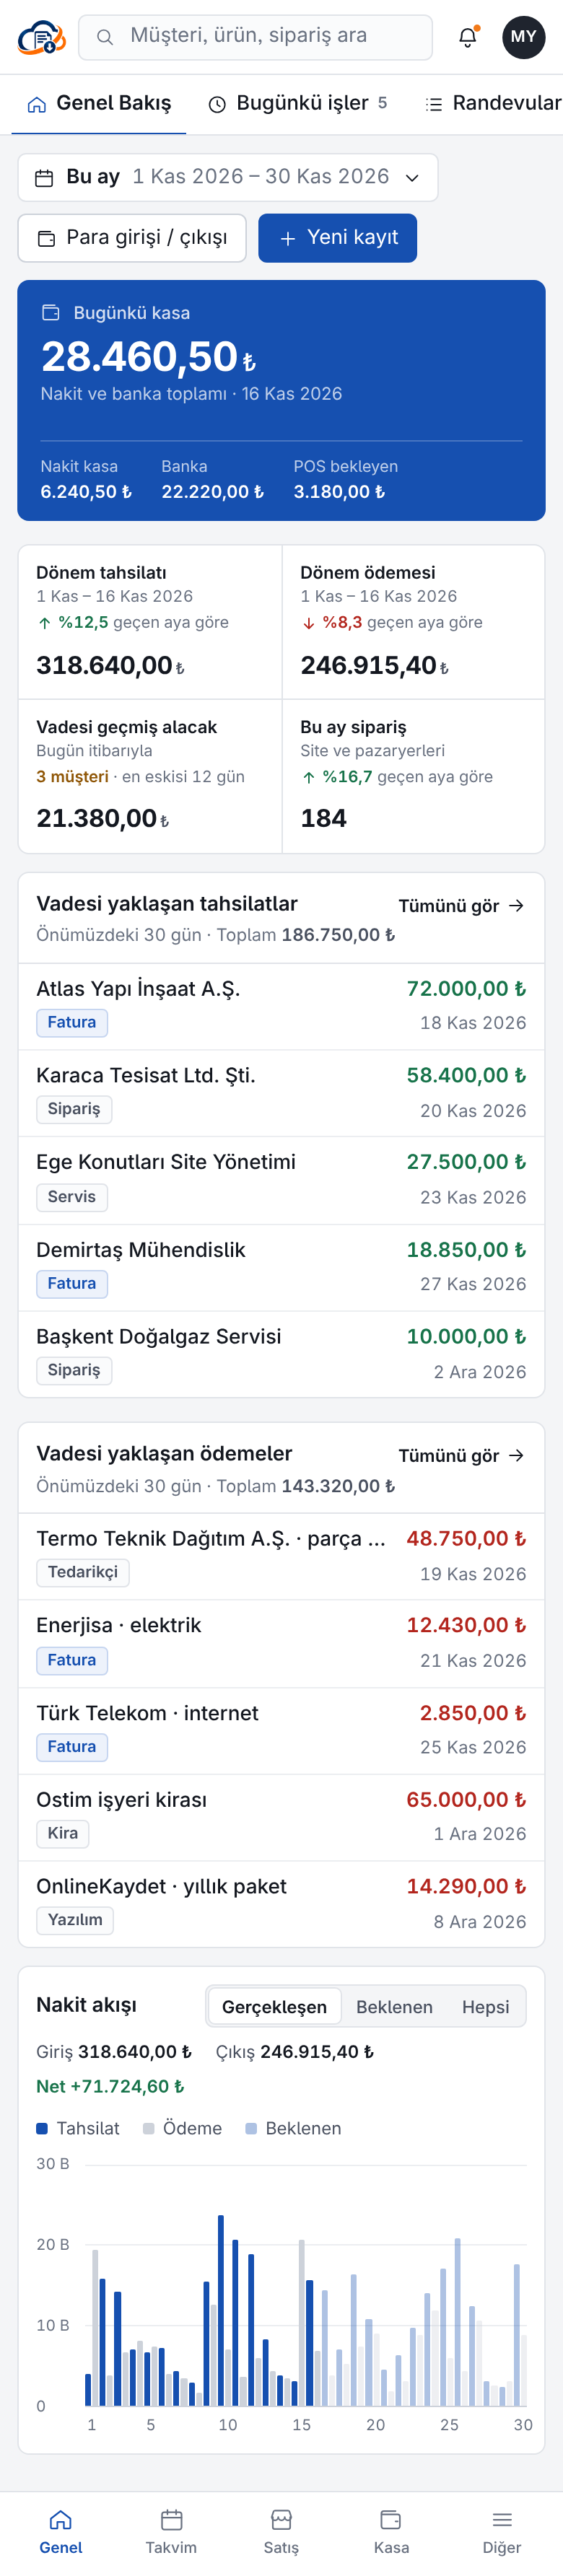 Müşteri, ürün, sipariş ara
MY
Genel Bakış
Bugünkü işler 5
Randevular
Bu ay 1 Kas 2026 – 30 Kas 2026
Para girişi / çıkışı
Yeni kayıt
Bugünkü kasa
28.460,50 ₺
Nakit ve banka toplamı · 16 Kas 2026
Nakit kasa
6.240,50 ₺
Banka
22.220,00 ₺
POS bekleyen
3.180,00 ₺
Dönem tahsilatı
1 Kas – 16 Kas 2026
↑ %12,5 geçen aya göre
318.640,00 ₺
Dönem ödemesi
1 Kas – 16 Kas 2026
↓ %8,3 geçen aya göre
246.915,40 ₺
Vadesi geçmiş alacak
Bugün itibarıyla
3 müşteri · en eskisi 12 gün
21.380,00 ₺
Bu ay sipariş
Site ve pazaryerleri
↑ %16,7 geçen aya göre
184
Vadesi yaklaşan tahsilatlar
Tümünü gör →
Önümüzdeki 30 gün · Toplam 186.750,00 ₺
Atlas Yapı İnşaat A.Ş.
72.000,00 ₺
Fatura
18 Kas 2026
Karaca Tesisat Ltd. Şti.
58.400,00 ₺
Sipariş
20 Kas 2026
Ege Konutları Site Yönetimi
27.500,00 ₺
Servis
23 Kas 2026
Demirtaş Mühendislik
18.850,00 ₺
Fatura
27 Kas 2026
Başkent Doğalgaz Servisi
10.000,00 ₺
Sipariş
2 Ara 2026
Vadesi yaklaşan ödemeler
Tümünü gör →
Önümüzdeki 30 gün · Toplam 143.320,00 ₺
Termo Teknik Dağıtım A.Ş. · parça ...
48.750,00 ₺
Tedarikçi
19 Kas 2026
Enerjisa · elektrik
12.430,00 ₺
Fatura
21 Kas 2026
Türk Telekom · internet
2.850,00 ₺
Fatura
25 Kas 2026
Ostim işyeri kirası
65.000,00 ₺
Kira
1 Ara 2026
OnlineKaydet · yıllık paket
14.290,00 ₺
Yazılım
8 Ara 2026
Nakit akışı
Gerçekleşen
Beklenen
Hepsi
Giriş 318.640,00 ₺
Çıkış 246.915,40 ₺
Net +71.724,60 ₺
Tahsilat
Ödeme
Beklenen
30 B
20 B
10 B
0
1 5 10 15 20 25 30
Genel
Takvim
Satış
Kasa
Diğer